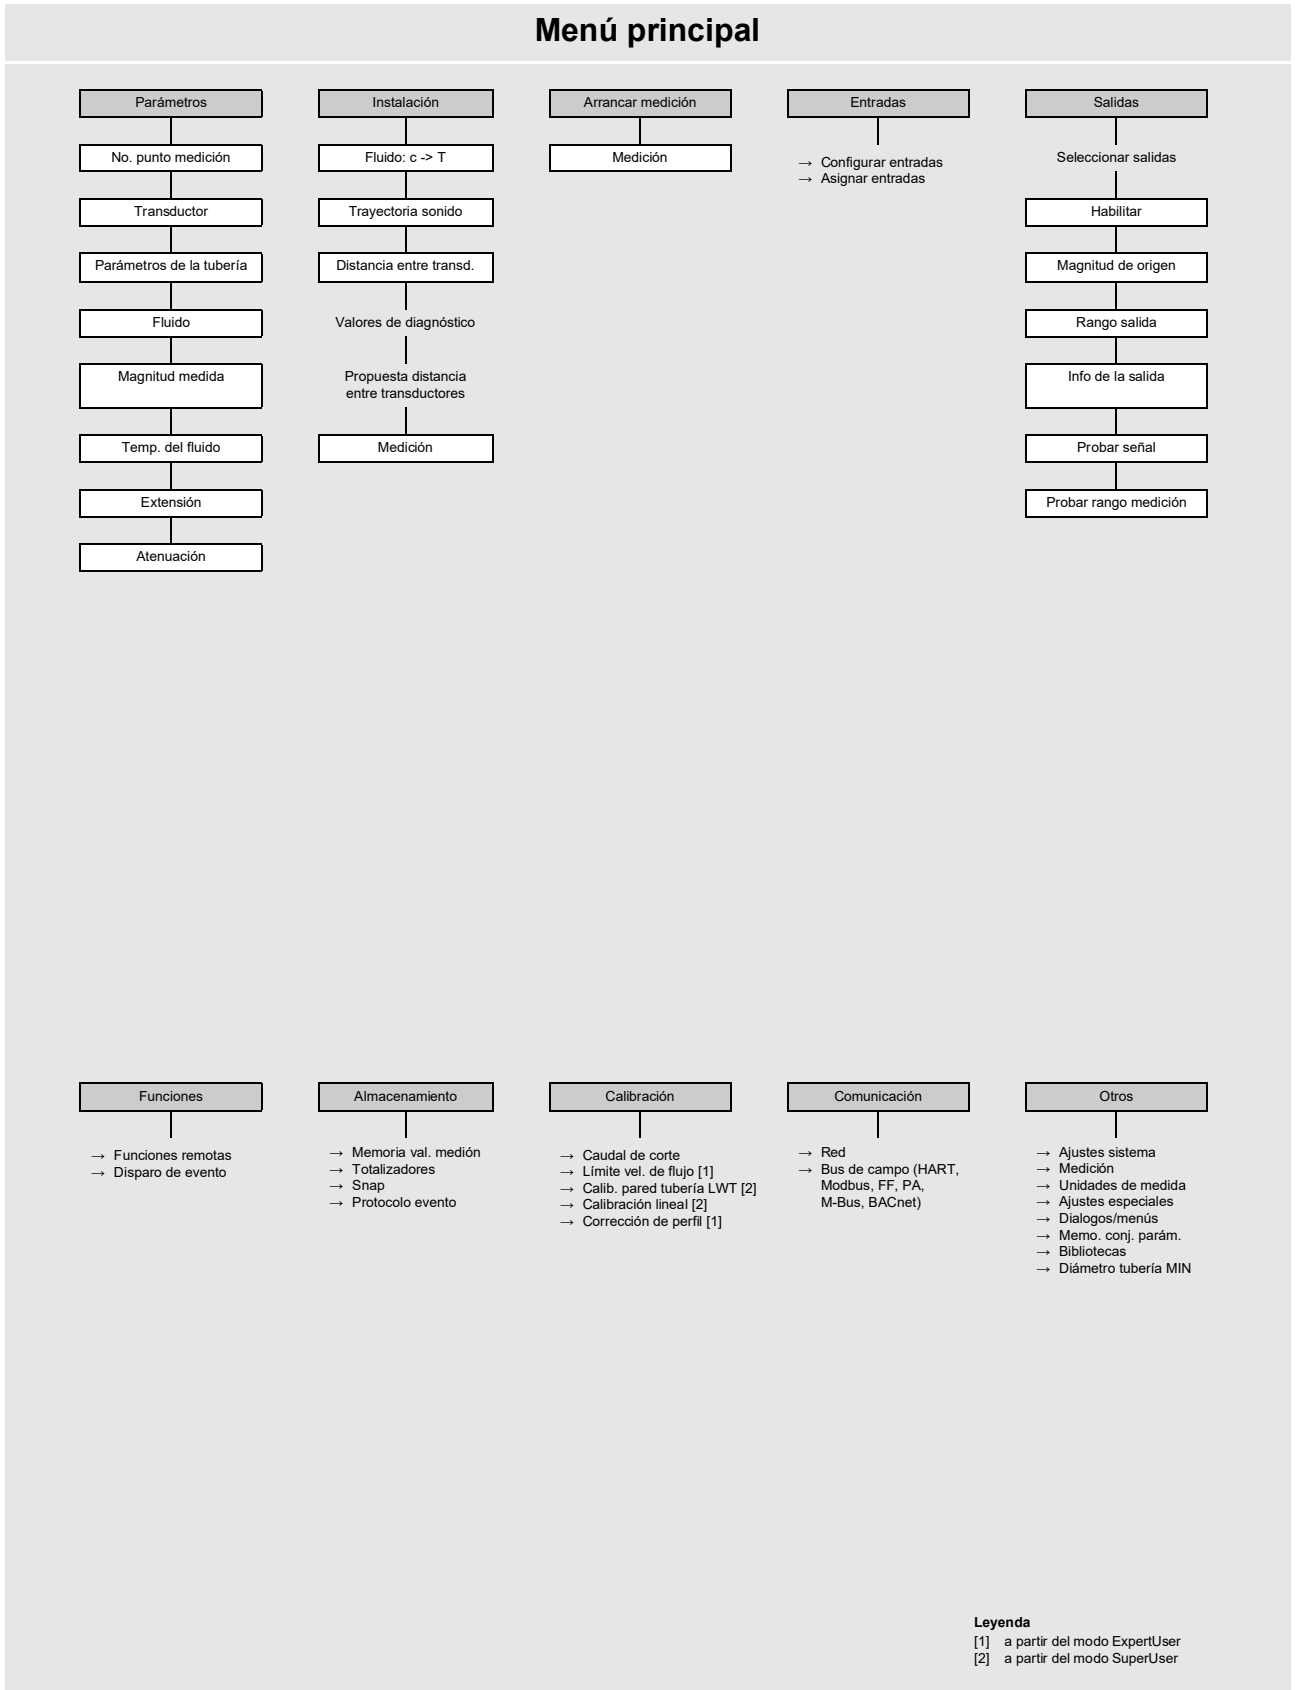 Menú principal
Parámetros
No. punto medición
Transductor
Parámetros de la tubería
Fluido
Magnitud medida
Temp. del fluido
Extensión
Atenuación
Instalación
Fluido: c -> T
Trayectoria sonido
Distancia entre transd.
Valores de diagnóstico
Propuesta distancia
entre transductores
Medición
Arrancar medición
Medición
Entradas
→ Configurar entradas
→ Asignar entradas
Salidas
Seleccionar salidas
Habilitar
Magnitud de origen
Rango salida
Info de la salida
Probar señal
Probar rango medición
Funciones
→ Funciones remotas
→ Disparo de evento
Almacenamiento
→ Memoria val. medión
→ Totalizadores
→ Snap
→ Protocolo evento
Calibración
→ Caudal de corte
→ Límite vel. de flujo [1]
→ Calib. pared tubería LWT [2]
→ Calibración lineal [2]
→ Corrección de perfil [1]
Comunicación
→ Red
→ Bus de campo (HART,
Modbus, FF, PA,
M-Bus, BACnet)
Otros
→ Ajustes sistema
→ Medición
→ Unidades de medida
→ Ajustes especiales
→ Dialogos/menús
→ Memo. conj. parám.
→ Bibliotecas
→ Diámetro tubería MIN
Leyenda
[1] a partir del modo ExpertUser
[2] a partir del modo SuperUser